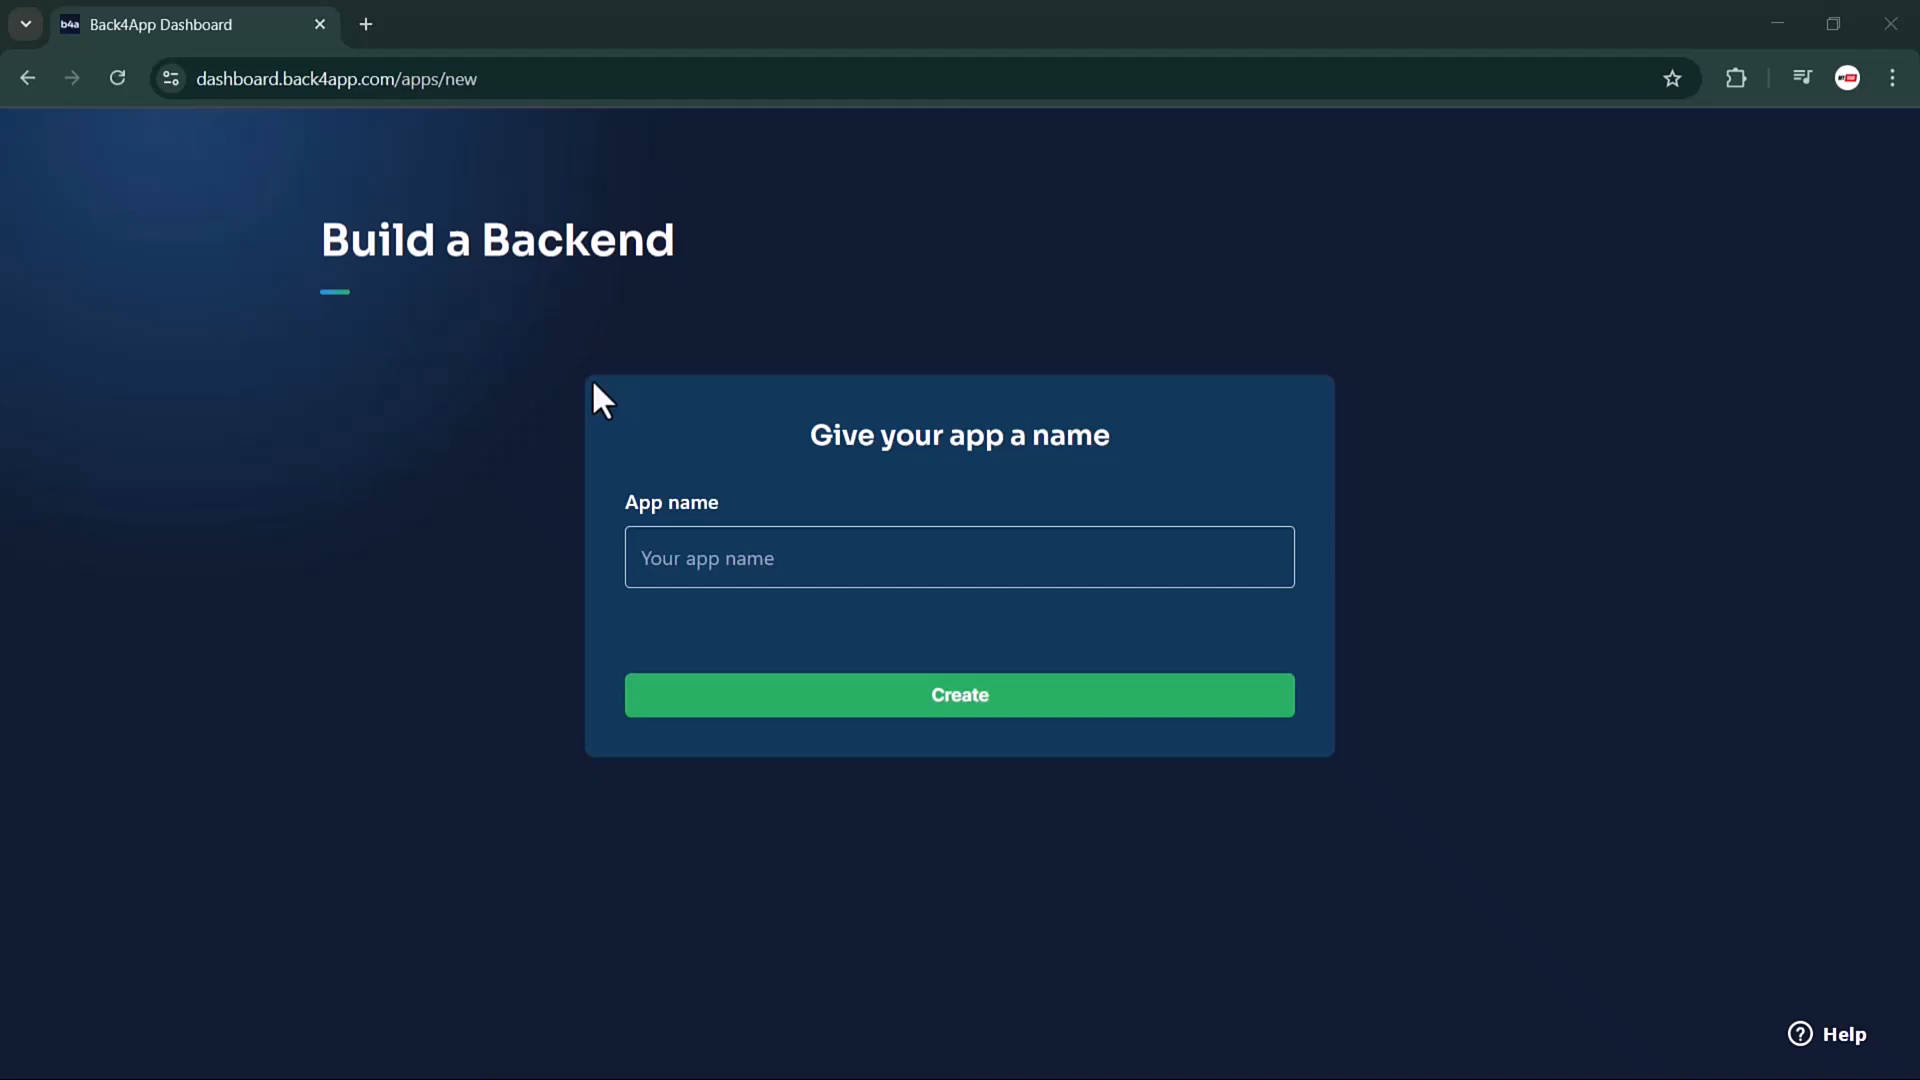 b4a Back4App Dashboard
dashboard.back4app.com/apps/new
Build a Backend
Give your app a name
App name
Your app name
Create
Help